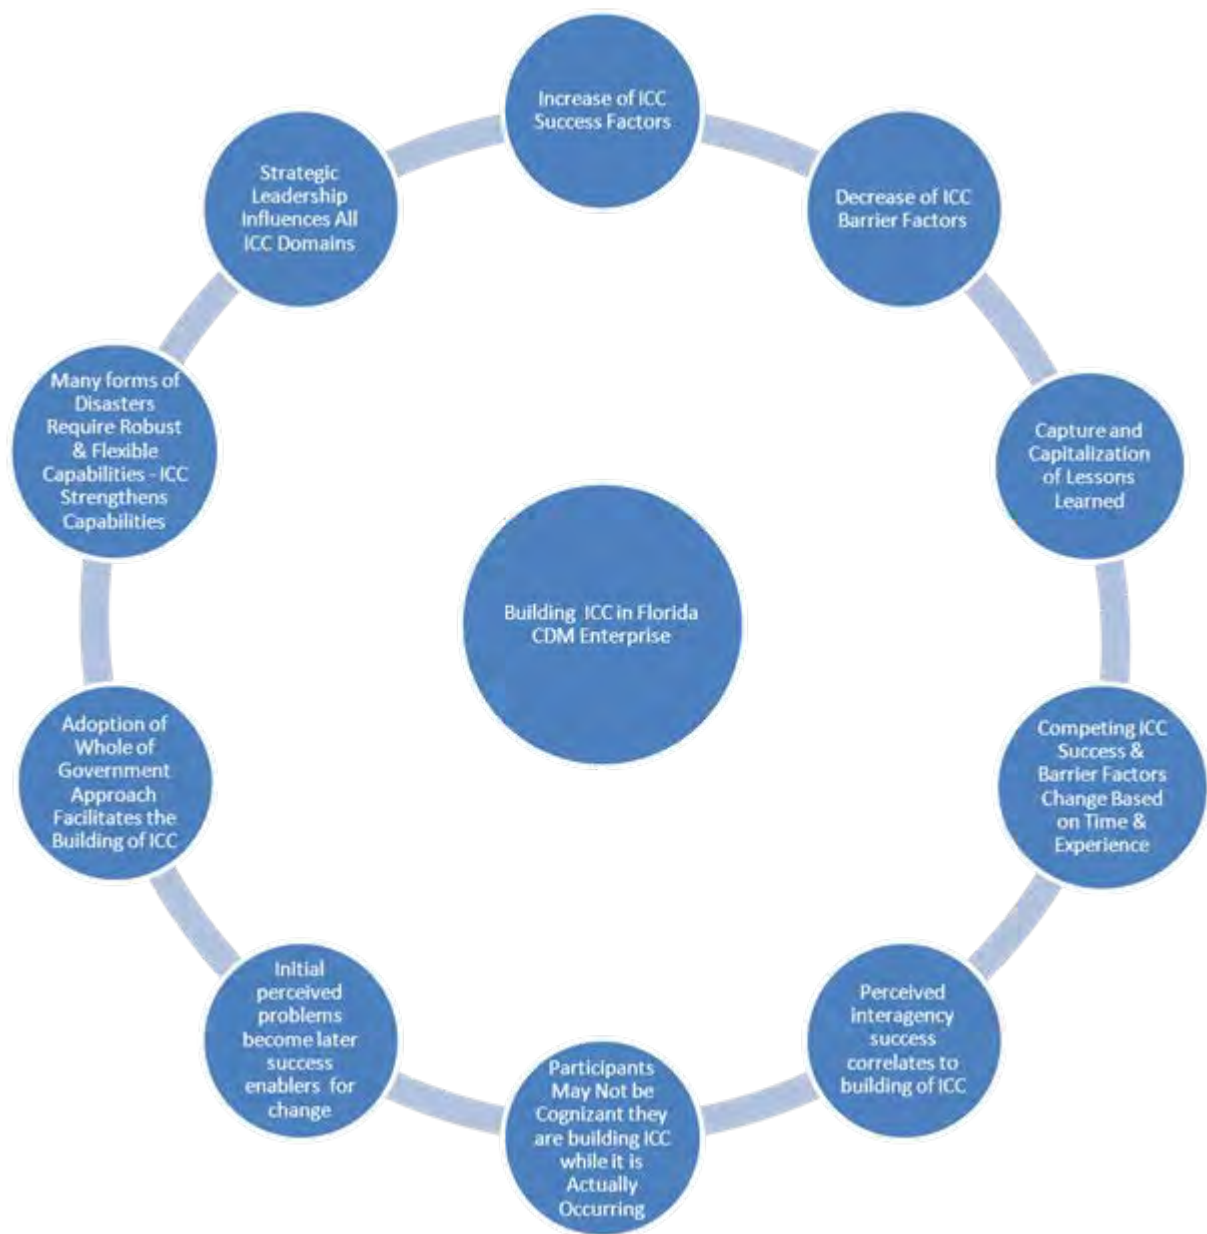 Increase of ICC
Success Factors
Decrease of ICC
Barrier Factors
Capture and
Capitalization
of Lessons
Learned
Competing ICC
Success &
Barrier Factors
Change Based
on Time &
Experience
Perceived
interagency
success
correlates to
building of ICC
Participants
May Not be
Cognizant they
are building ICC
while it is
Actually
Occurring
Initial
perceived
problems
become later
success
enablers for
change
Adoption of
Whole of
Government
Approach
Facilitates the
Building of ICC
Many forms of
Disasters
Require Robust
& Flexible
Capabilities - ICC
Strengthens
Capabilities
Strategic
Leadership
Influences All
ICC Domains
Building ICC in Florida
CDM Enterprise